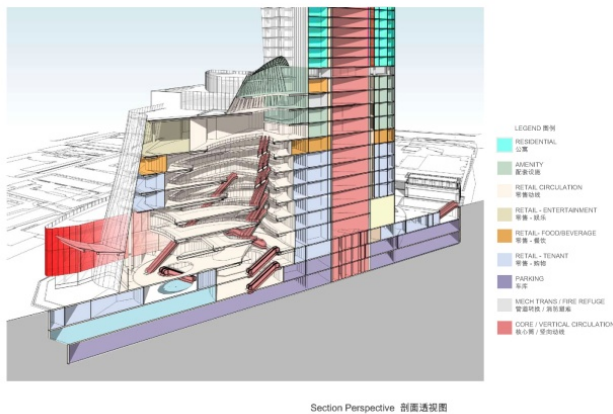 LEGEND 图例
RESIDENTIAL
公寓
AMENITY
配套设施
RETAIL CIRCULATION
零售动线
RETAIL - ENTERTAINMENT
零售 - 娱乐
RETAIL- FOOD/BEVERAGE
零售 - 餐饮
RETAIL - TENANT
零售 - 购物
PARKING
车库
MECH TRANS / FIRE REFUGE
管道转换 / 消防避难
CORE / VERTICAL CIRCULATION
核心筒 / 竖向动线
Section Perspective 剖面透视图